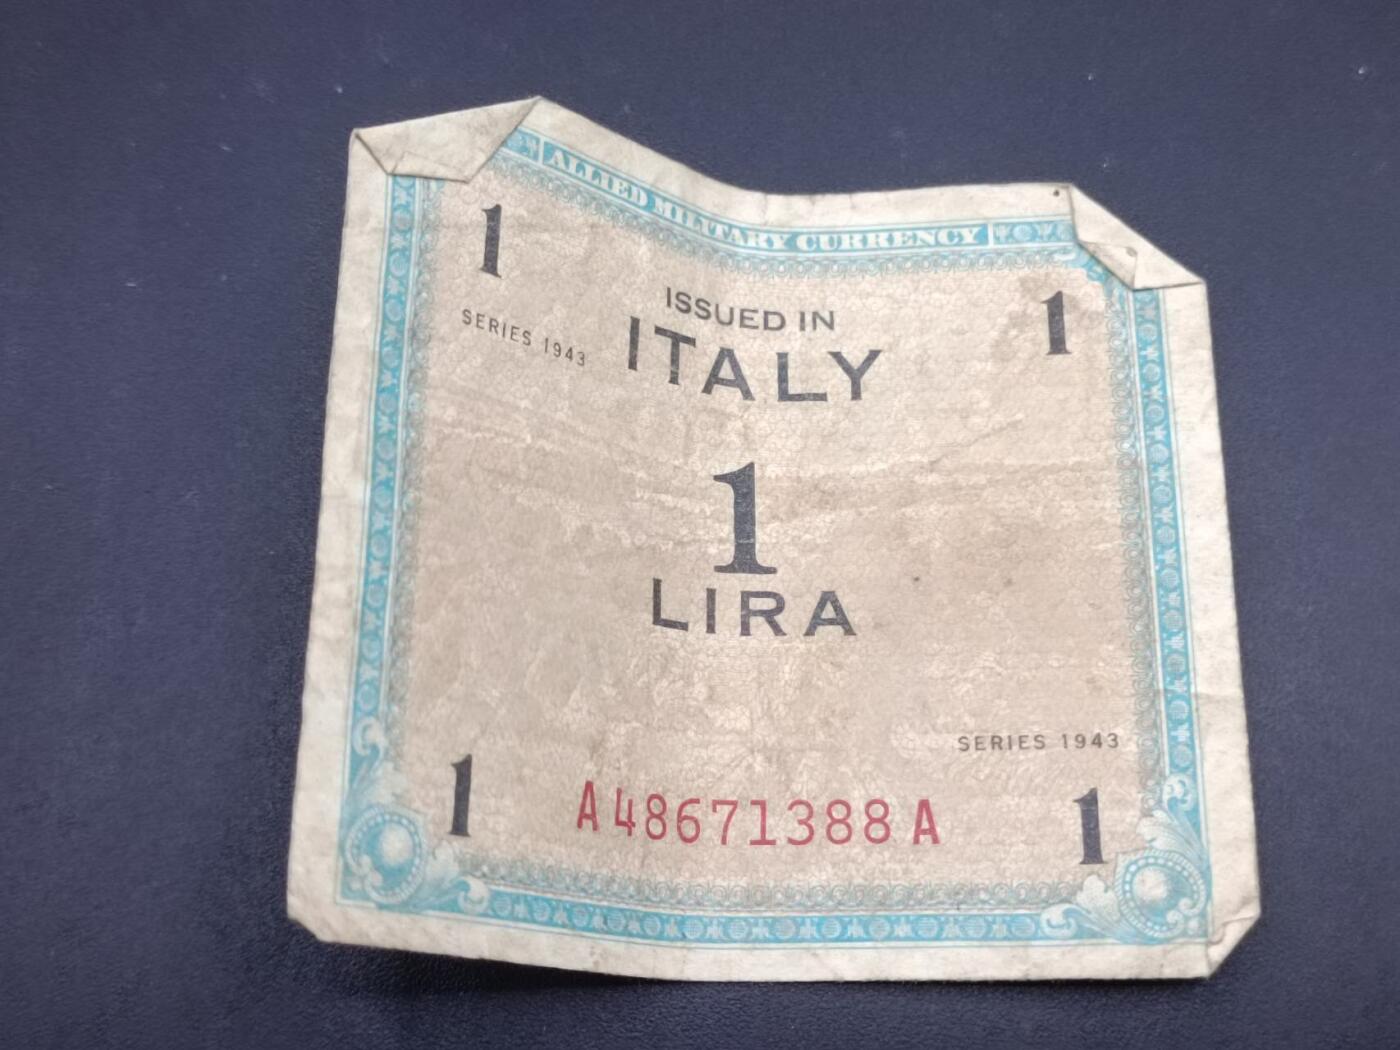 ALLIED MILITARY CURRENCY
1
ISSUED IN
1
SERIES 1943
ITALY
1
LIRA
SERIES 1943
1
A48671388A
1